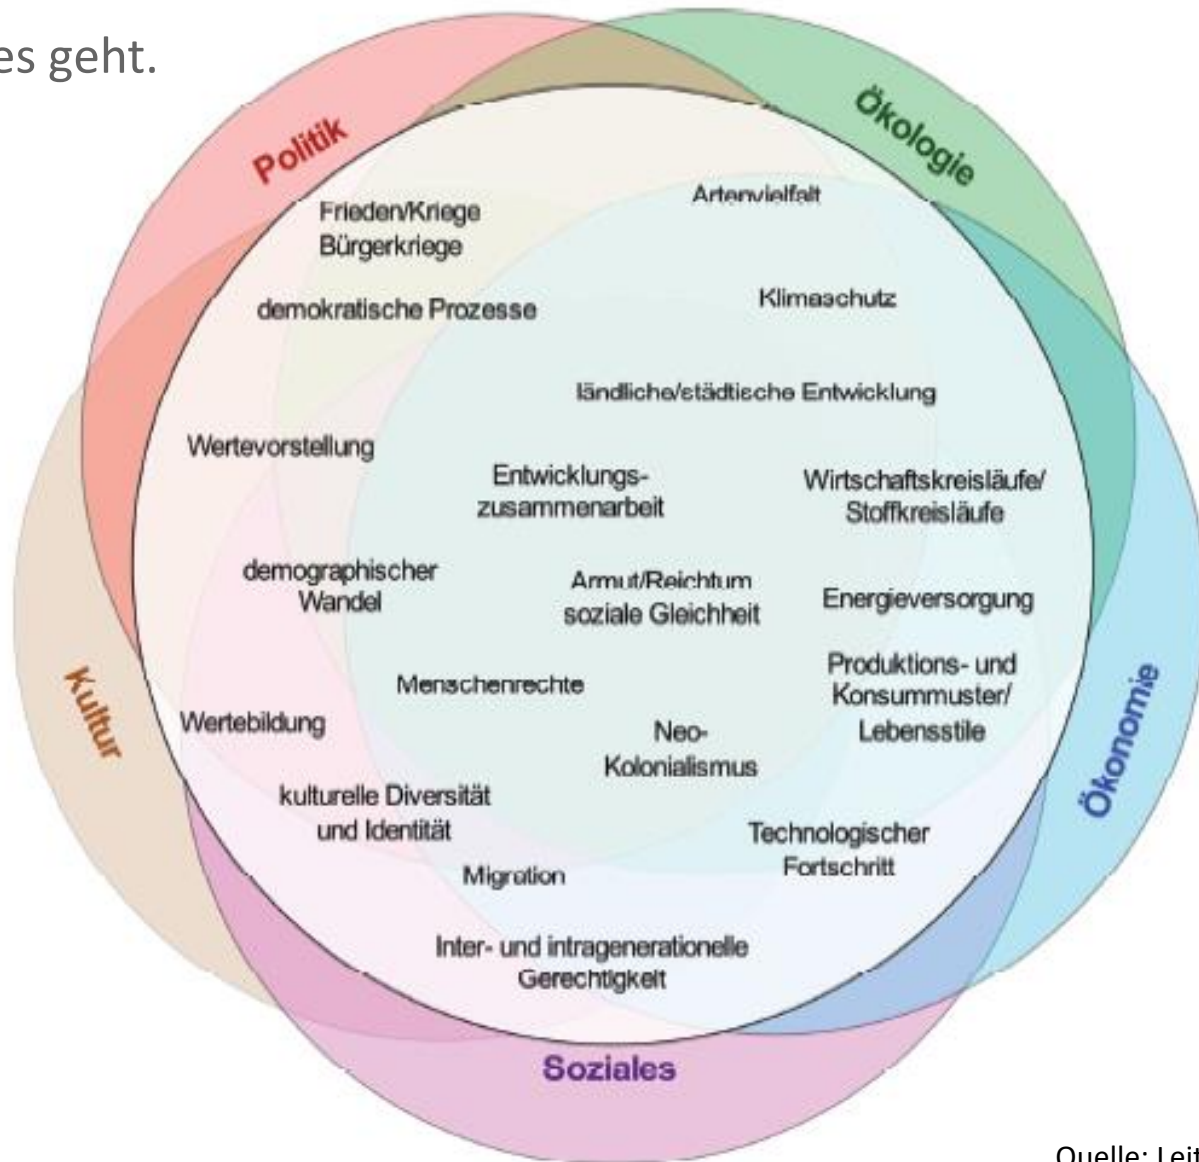 es geht.
Politik
Ökologie
Frieden/Kriege
Bürgerkriege
Artenvielfalt
demokratische Prozesse
Klimaschutz
ländliche/städtische Entwicklung
Wertevorstellung
Entwicklungs-
zusammenarbeit
Wirtschaftskreisläufe/
Stoffkreisläufe
demographischer
Wandel
Armut/Reichtum
soziale Gleichheit
Energieversorgung
Menschenrechte
Produktions- und
Konsummuster/
Lebensstile
Kultur
Wertebildung
Neo-
Kolonialismus
Ökonomie
kulturelle Diversität
und Identität
Technologischer
Fortschritt
Migration
Inter- und intragenerationelle
Gerechtigkeit
Soziales
Quelle: Leit